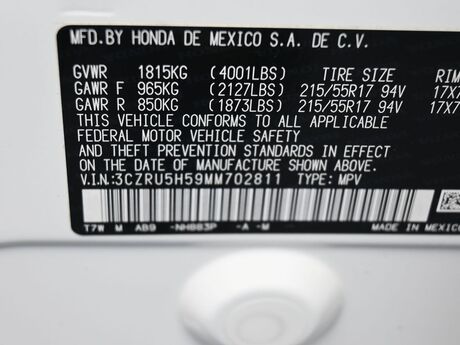 MFD.BY HONDA DE MEXICO S.A. DE C.V.
GVWR 1815KG (4001LBS) TIRE SIZE RIM
GAWR F 965KG (2127LBS) 215/55R17 94V 17X7
GAWR R 850KG (1873LBS) 215/55R17 94V 17X7
THIS VEHICLE CONFORMS TO ALL APPLICABLE
FEDERAL MOTOR VEHICLE SAFETY
AND THEFT PREVENTION STANDARDS IN EFFECT
ON THE DATE OF MANUFACTURE SHOWN ABOVE.
V.I.N:3CZRU5H59MM702811 TYPE: MPV
T7W M AB9 -NH883P -A -M MADE IN MEXICO